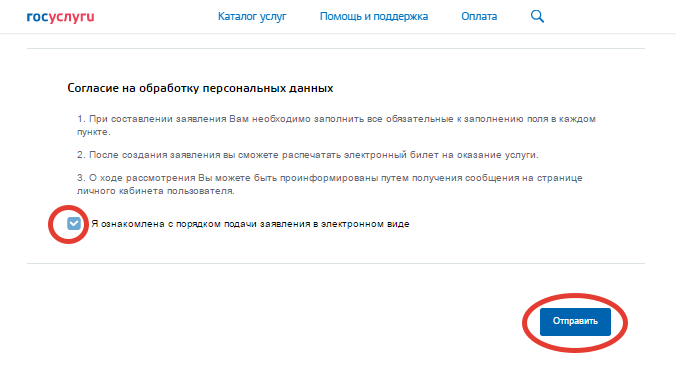 госуслуги Каталог услуг Помощь и поддержка Оплата
Согласие на обработку персональных данных
1. При составлении заявления Вам необходимо заполнить все обязательные к заполнению поля в каждом
пункте.
2. После создания заявления вы сможете распечатать электронный билет на оказание услуги.
3. О ходе рассмотрения Вы можете быть проинформированы путем получения сообщения на странице
личного кабинета пользователя.
Я ознакомлена с порядком подачи заявления в электронном виде
Отправить